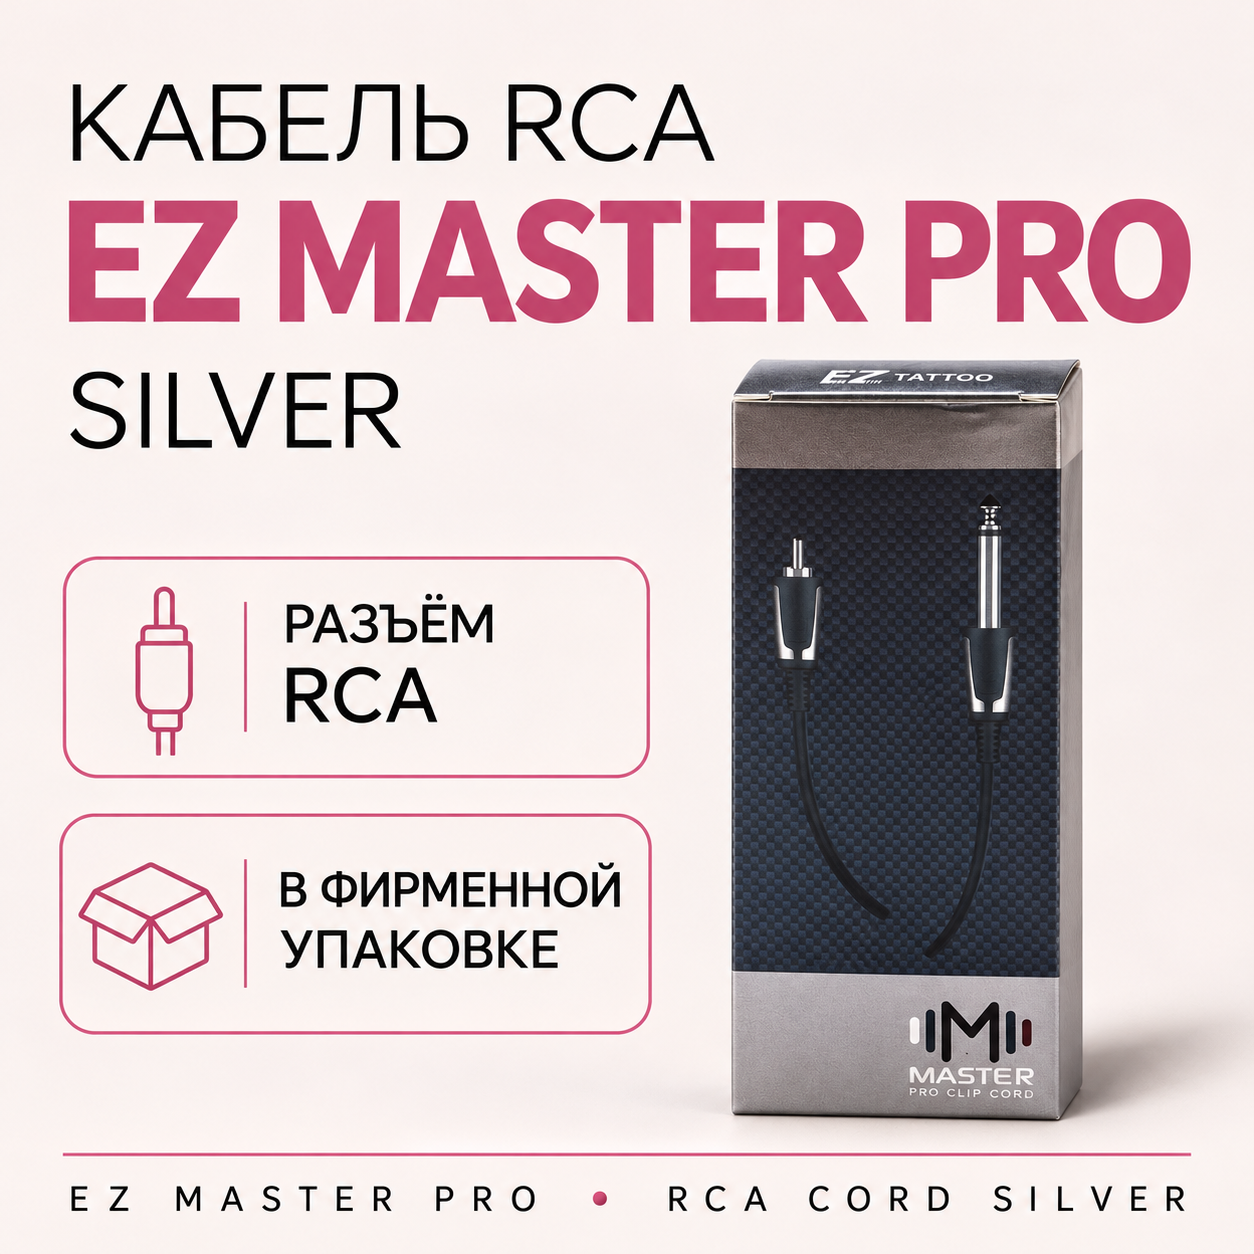 КАБЕЛЬ RCA
EZ MASTER PRO
SILVER
EZ TATTOO
РАЗЪЁМ
RCA
В ФИРМЕННОЙ
УПАКОВКЕ
M
MASTER
PRO CLIP CORD
EZ MASTER PRO • RCA CORD SILVER